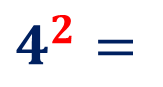 4² =